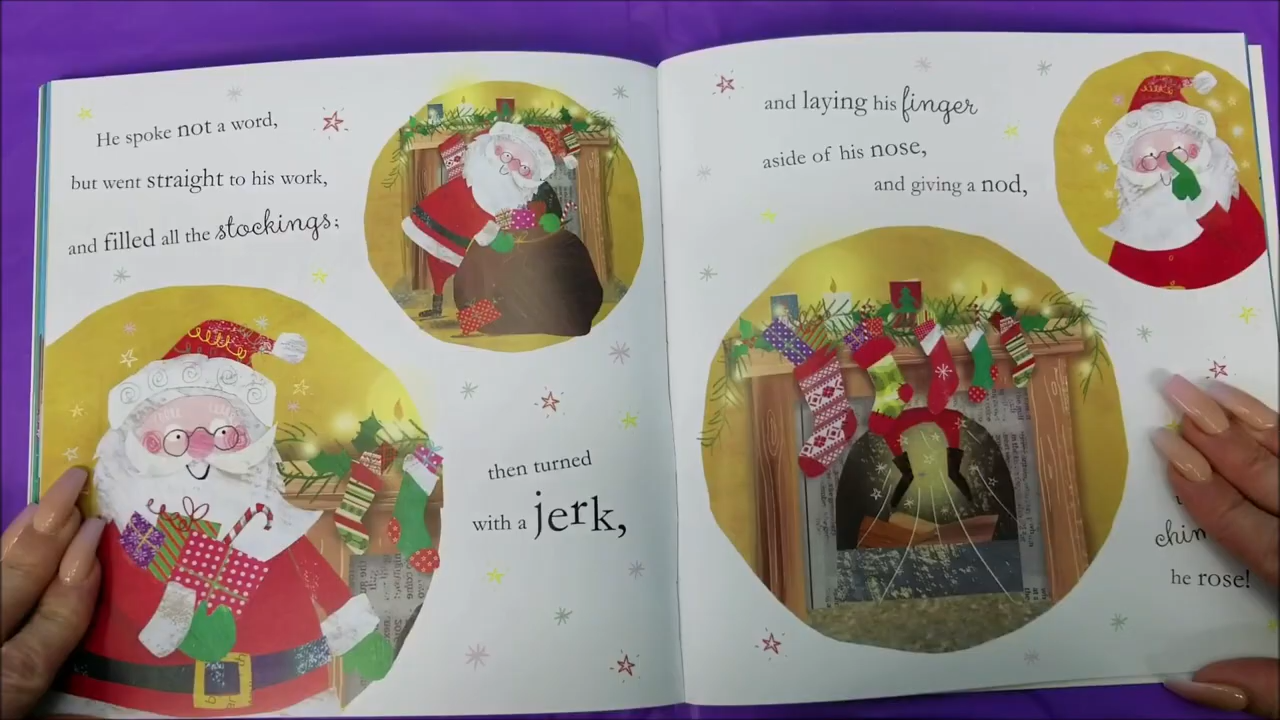 He spoke not a word,
but went straight to his work,
and filled all the stockings;
then turned
with a jerk,
and laying his finger
aside of his nose,
and giving a nod,
he rose!